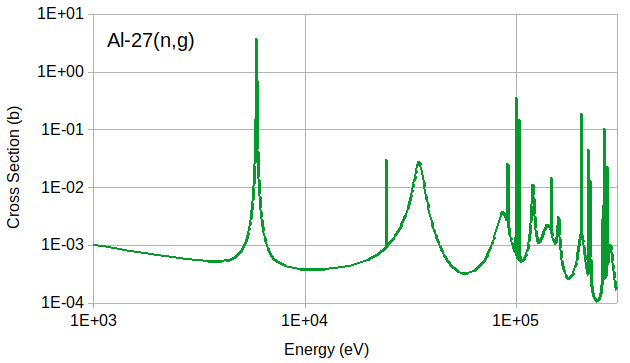 1E+01
Al-27(n,g)
1E+00
1E-01
1E-02
1E-03
1E-04
Cross Section (b)
1E+03 1E+04 1E+05
Energy (eV)